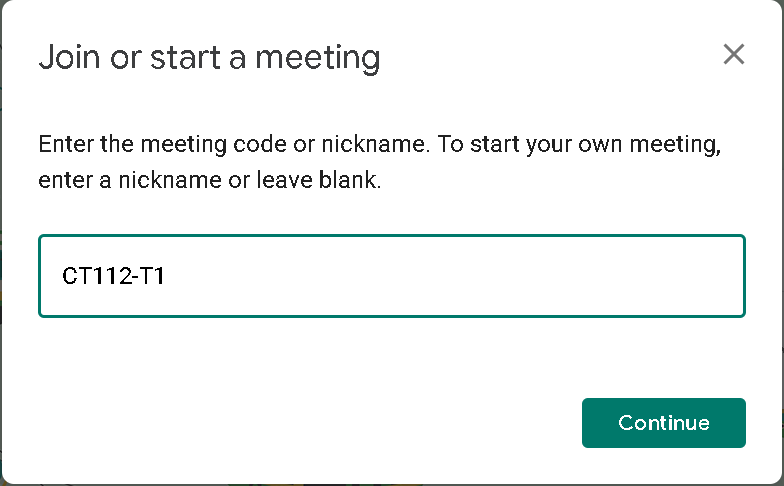 Join or start a meeting
Enter the meeting code or nickname. To start your own meeting,
enter a nickname or leave blank.
CT112-T1
Continue